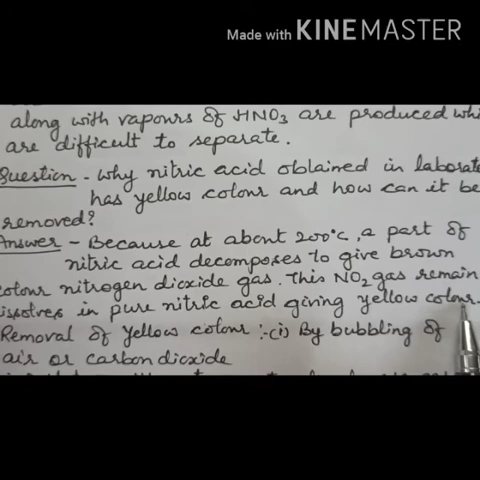 Made with KINEMASTER
along with vapours of HNO3 are produced whi
are difficult to separate.
Question - why nitric acid oblained in laborat
has yellow colour and how can it be
removed?
Answer - Because at about 200°c, a part of
nitric acid decomposes to give brown
colour nitrogen dioxide gas. This NO2 gas remain
issolves in pure nitric acid giving yellow colour.
Removal of yellow colour :- (i) By bubbling of
air or carbon dioxide